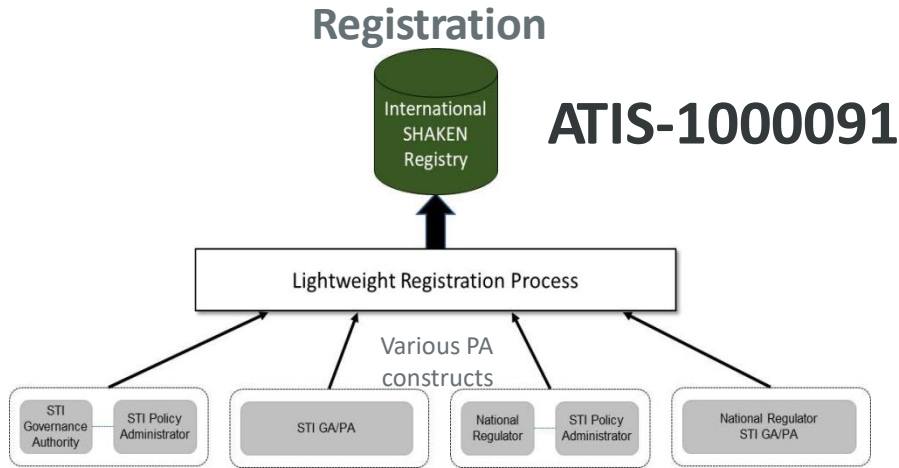 Registration
International
SHAKEN
Registry
ATIS-1000091
Lightweight Registration Process
Various PA
constructs
STI
Governance
Authority
STI Policy
Administrator
STI GA/PA
National
Regulator
STI Policy
Administrator
National Regulator
STI GA/PA